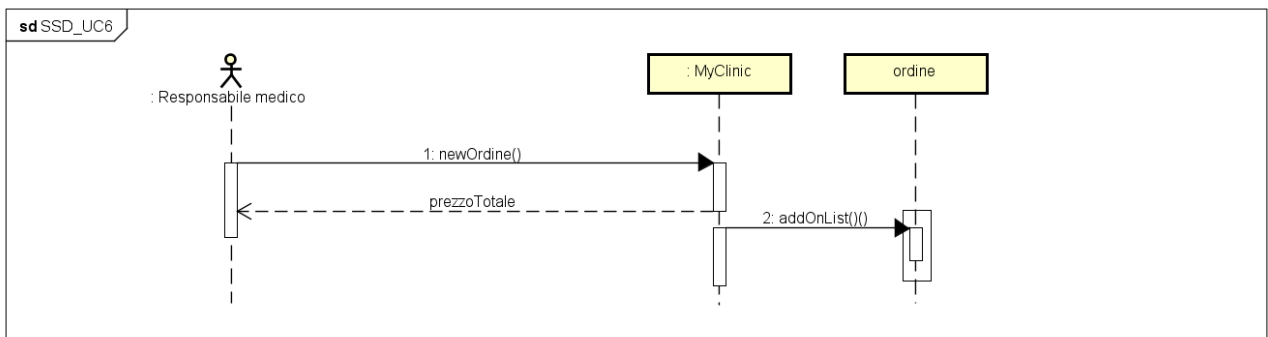 sd SSD_UC6
: Responsabile medico
: MyClinic
ordine
1: newOrdine()
prezzoTotale
2: addOnList()()